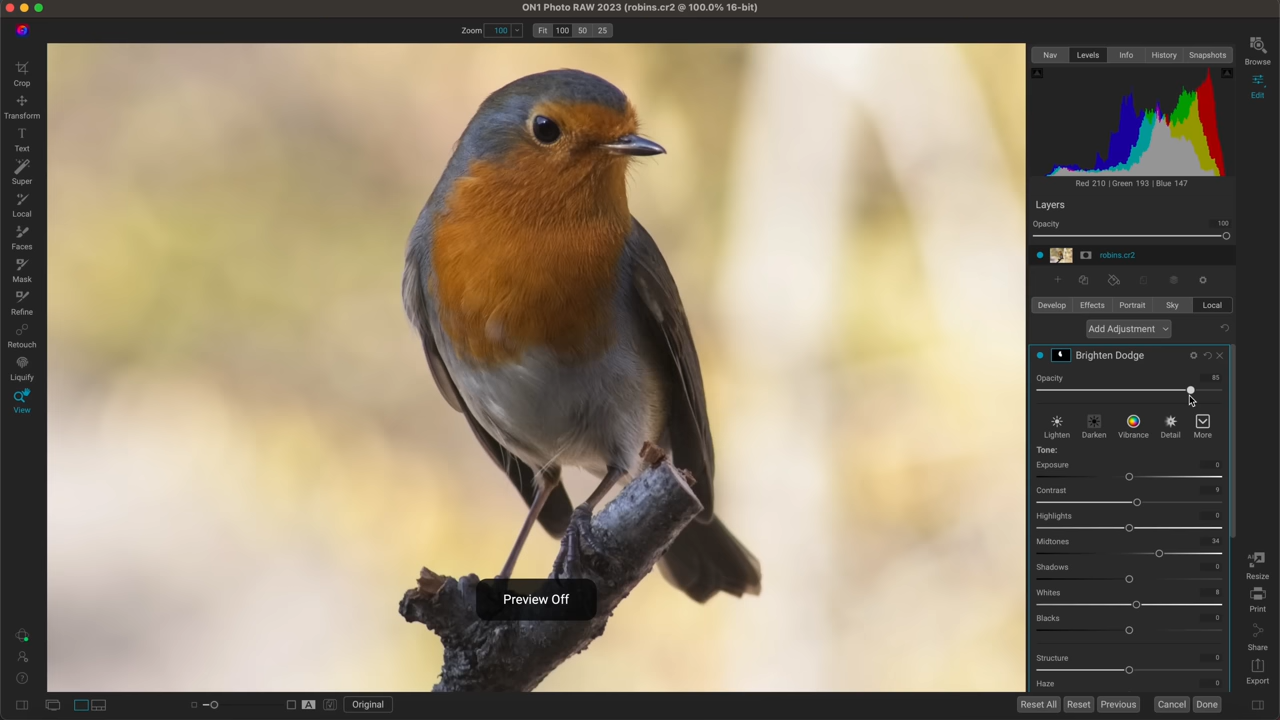 ON1 Photo RAW 2023 (robins.cr2 @ 100.0% 16-bit)
Zoom 100 Fit 100 50 25
Crop
Transform
Text
Super
Local
Faces
Mask
Refine
Retouch
Liquify
View
Preview Off
A Original
Nav Levels Info History Snapshots
Red 210 | Green 193 | Blue 147
Layers
Opacity 100
robins.cr2
Develop Effects Portrait Sky Local
Add Adjustment
Brighten Dodge
Opacity 85
Lighten Darken Vibrance Detail More
Tone:
Exposure 0
Contrast 9
Highlights 0
Midtones 34
Shadows 0
Whites 8
Blacks 0
Structure 0
Haze 0
Reset All Reset Previous Cancel Done
Browse
Edit
Resize
Print
Share
Export